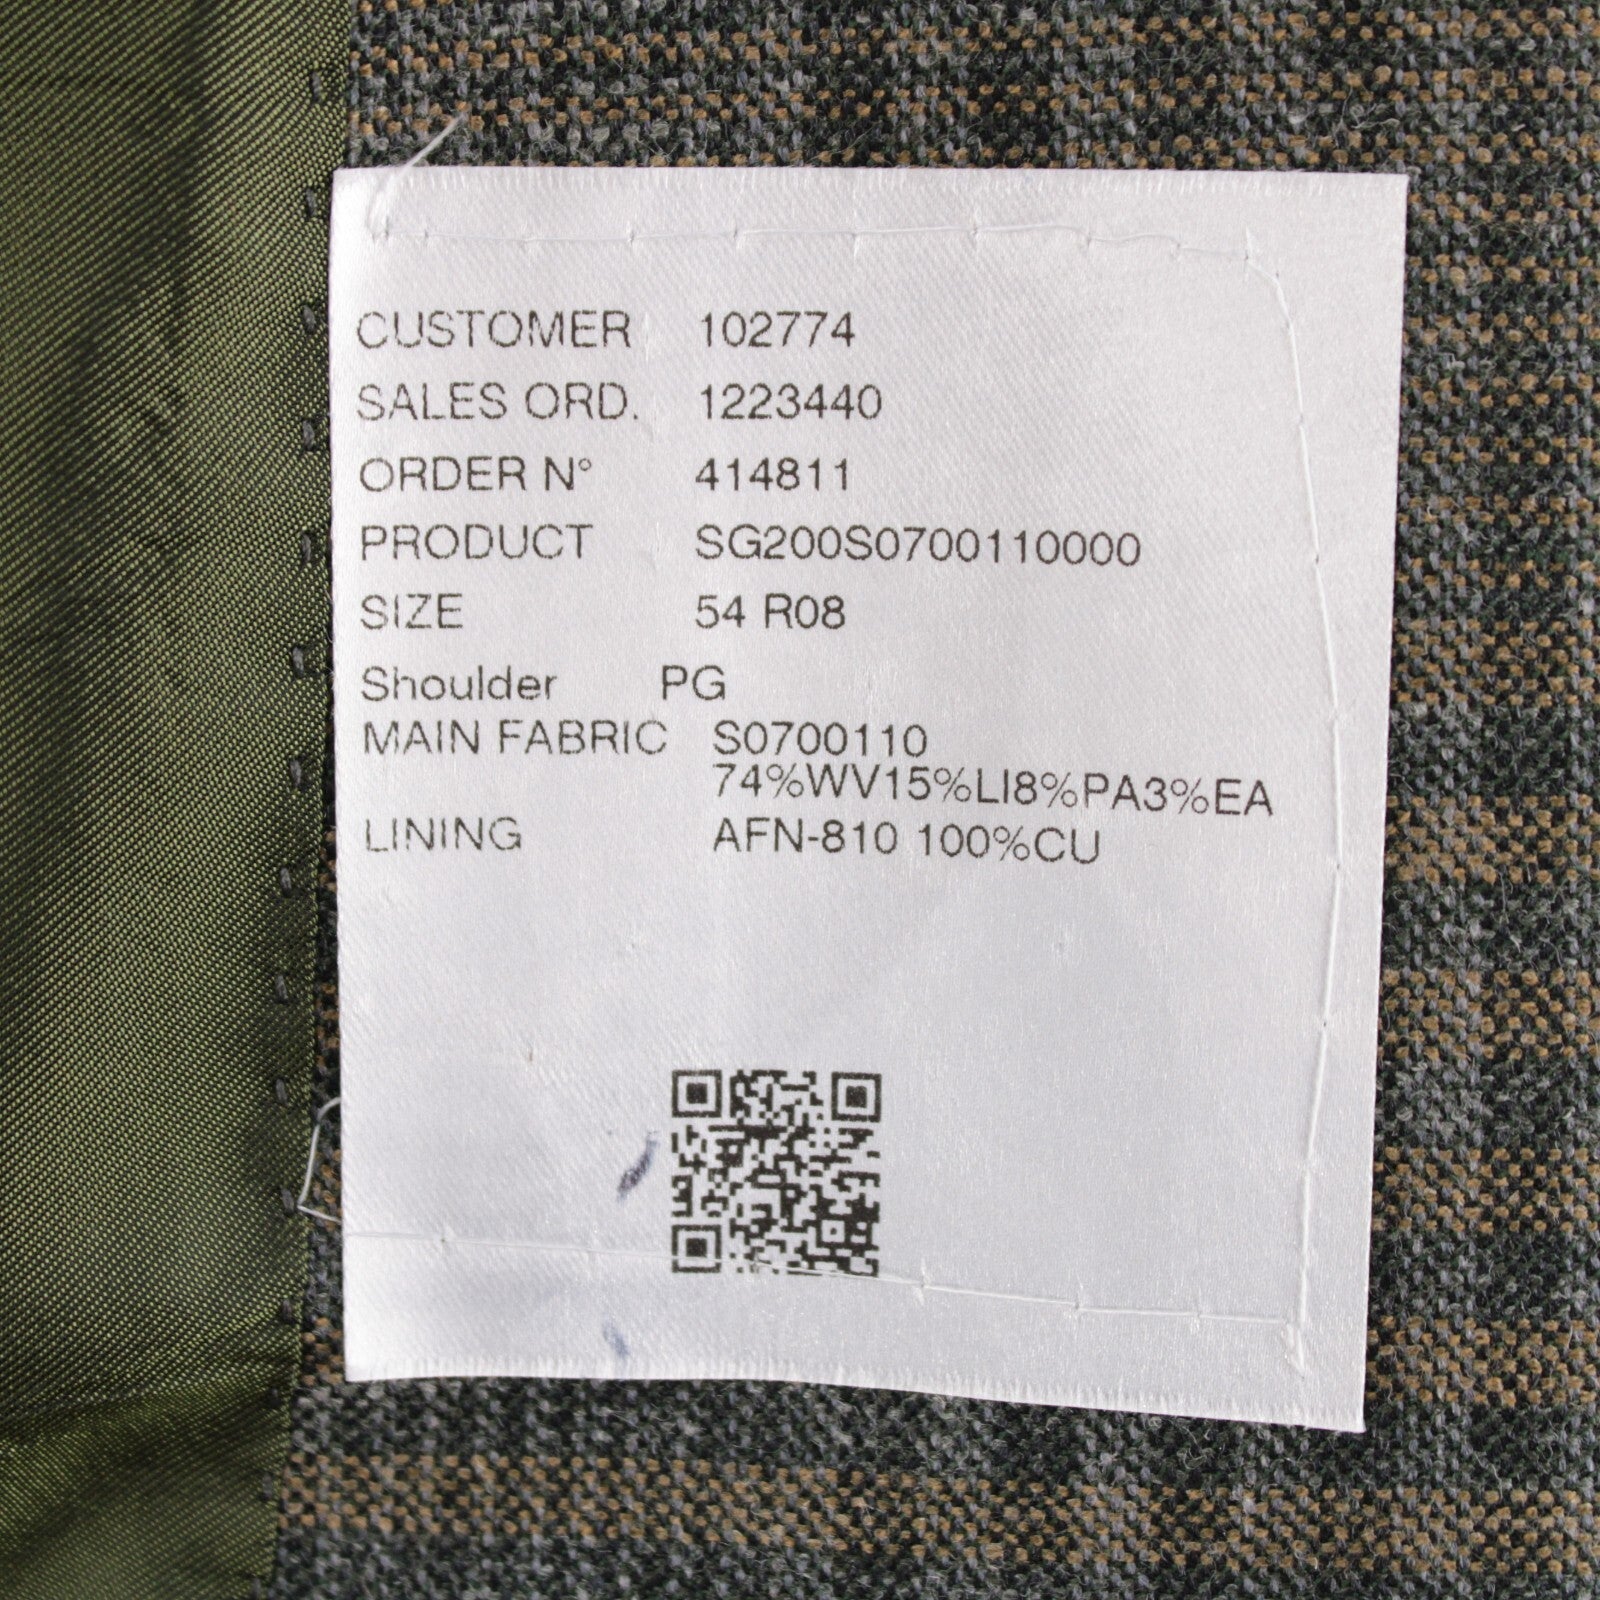 CUSTOMER 102774
SALES ORD. 1223440
ORDER N° 414811
PRODUCT SG200S0700110000
SIZE 54 R08
Shoulder PG
MAIN FABRIC S0700110
74%WV15%LI8%PA3%EA
LINING AFN-810 100%CU